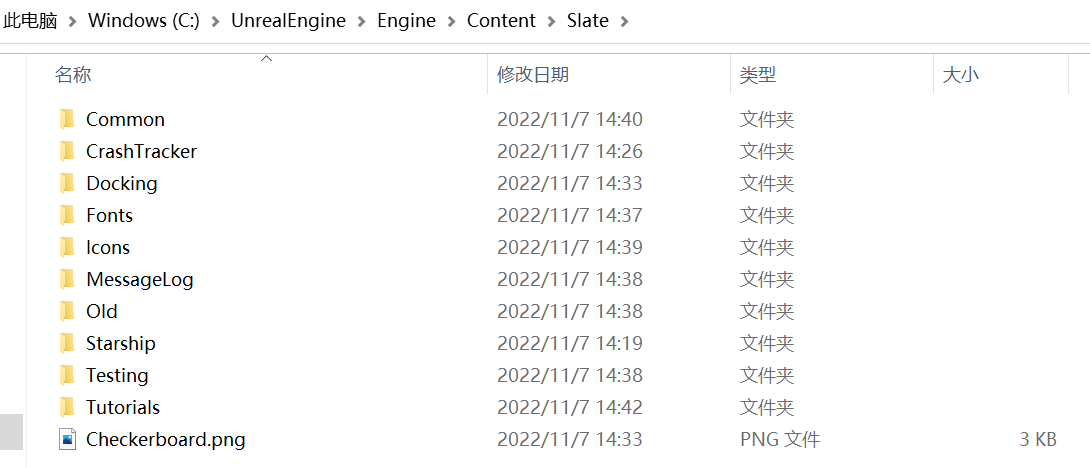 此电脑 > Windows (C:) > UnrealEngine > Engine > Content > Slate >
名称 修改日期 类型 大小
Common 2022/11/7 14:40 文件夹
CrashTracker 2022/11/7 14:26 文件夹
Docking 2022/11/7 14:33 文件夹
Fonts 2022/11/7 14:37 文件夹
Icons 2022/11/7 14:39 文件夹
MessageLog 2022/11/7 14:38 文件夹
Old 2022/11/7 14:38 文件夹
Starship 2022/11/7 14:19 文件夹
Testing 2022/11/7 14:38 文件夹
Tutorials 2022/11/7 14:42 文件夹
Checkerboard.png 2022/11/7 14:33 PNG 文件 3 KB